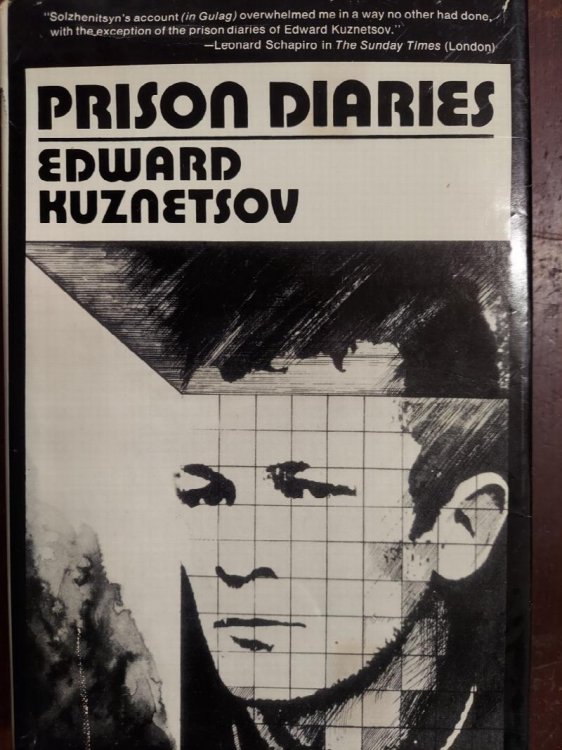 "Solzhenitsyn's account (in Gulag) overwhelmed me in a way no other had done,
with the exception of the prison diaries of Edward Kuznetsov."
—Leonard Schapiro in The Sunday Times (London)
PRISON DIARIES
EDWARD
KUZNETSOV